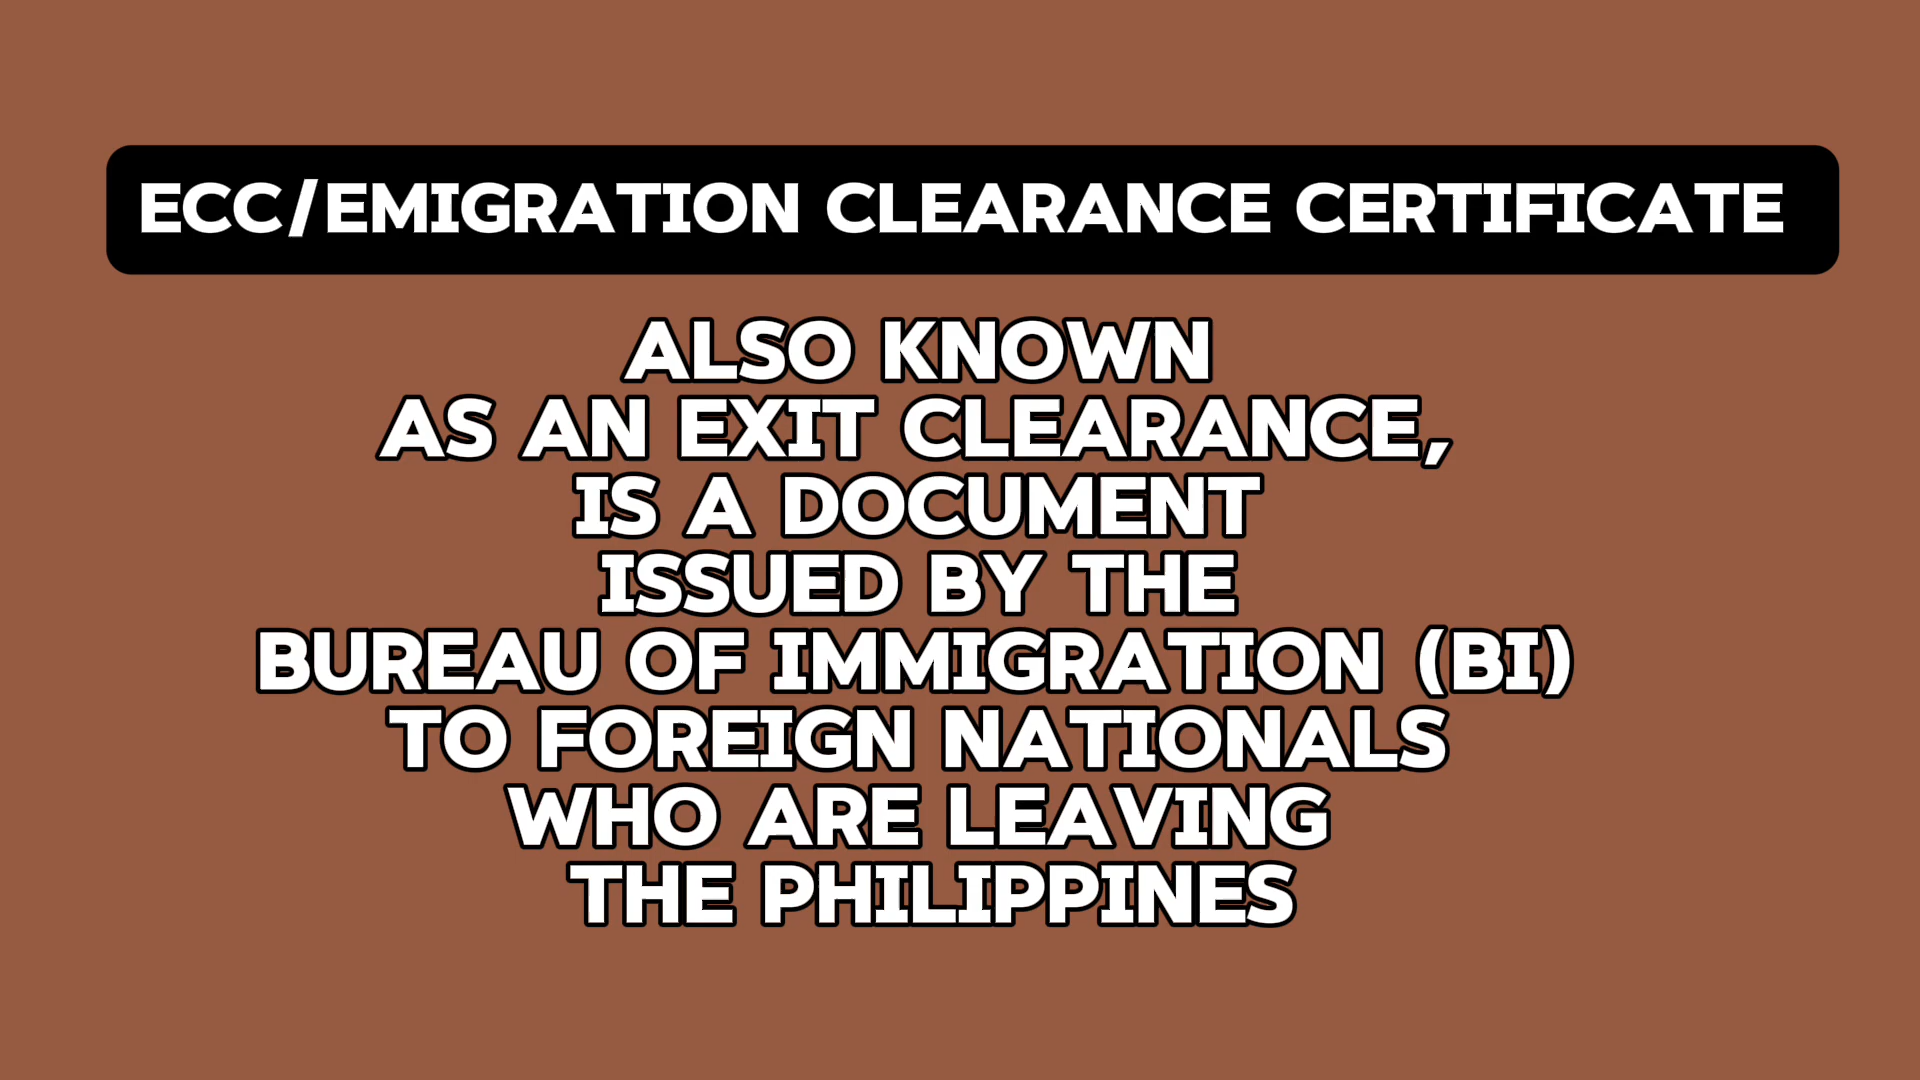 ECC/EMIGRATION CLEARANCE CERTIFICATE
ALSO KNOWN
AS AN EXIT CLEARANCE,
IS A DOCUMENT
ISSUED BY THE
BUREAU OF IMMIGRATION (BI)
TO FOREIGN NATIONALS
WHO ARE LEAVING
THE PHILIPPINES